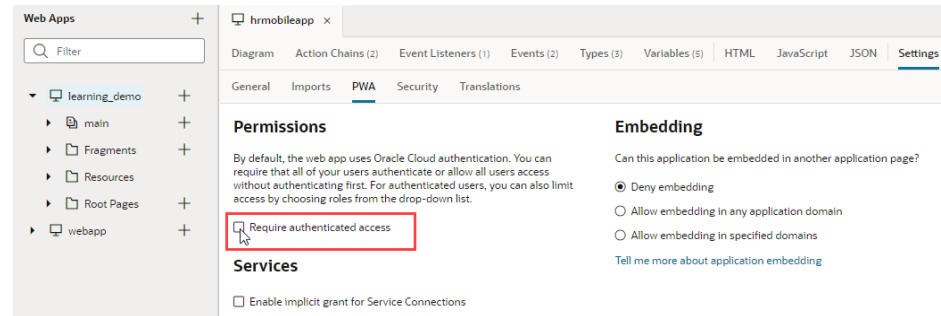 Web Apps
Filter
learning_demo
main
Fragments
Resources
Root Pages
webapp
hrmobileapp ×
Diagram Action Chains (2) Event Listeners (1) Events (2) Types (3) Variables (5) HTML JavaScript JSON Settings
General Imports PWA Security Translations
Permissions
By default, the web app uses Oracle Cloud authentication. You can
require that all of your users authenticate or allow all users access
without authenticating first. For authenticated users, you can also limit
access by choosing roles from the drop-down list.
Require authenticated access
Services
Enable implicit grant for Service Connections
Embedding
Can this application be embedded in another application page?
Deny embedding
Allow embedding in any application domain
Allow embedding in specified domains
Tell me more about application embedding